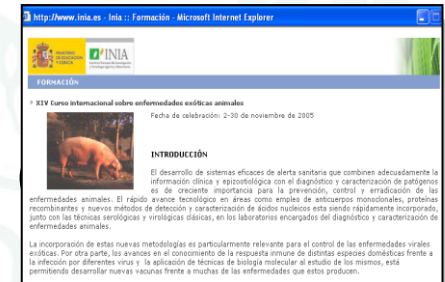 http://www.inia.es - Inia :: Formación - Microsoft Internet Explorer
MINISTERIO
DE EDUCACIÓN
Y CIENCIA
INIA
FORMACIÓN
XIV Curso internacional sobre enfermedades exóticas animales
Fecha de celebración: 2-30 de noviembre de 2005
INTRODUCCIÓN
El desarrollo de sistemas eficaces de alerta sanitaria que combinen adecuadamente la
información clínica y epizootiológica con el diagnóstico y caracterización de patógenos
es de creciente importancia para la prevención, control y erradicación de las
enfermedades animales. El rápido avance tecnológico en áreas como empleo de anticuerpos monoclonales, proteínas
recombinantes y nuevos métodos de detección y caracterización de ácidos nucleicos esta siendo rápidamente incorporado,
junto con las técnicas serológicas y virológicas clásicas, en los laboratorios encargados del diagnóstico y caracterización de
enfermedades animales.
La incorporación de estas nuevas metodologías es particularmente relevante para el control de las enfermedades virales
exóticas. Por otra parte, los avances en el conocimiento de la respuesta inmune de distintas especies domésticas frente a
la infección por diferentes virus y la aplicación de técnicas de biología molecular al estudio de los mismos, está
permitiendo desarrollar nuevas vacunas frente a muchas de las enfermedades que estos producen.